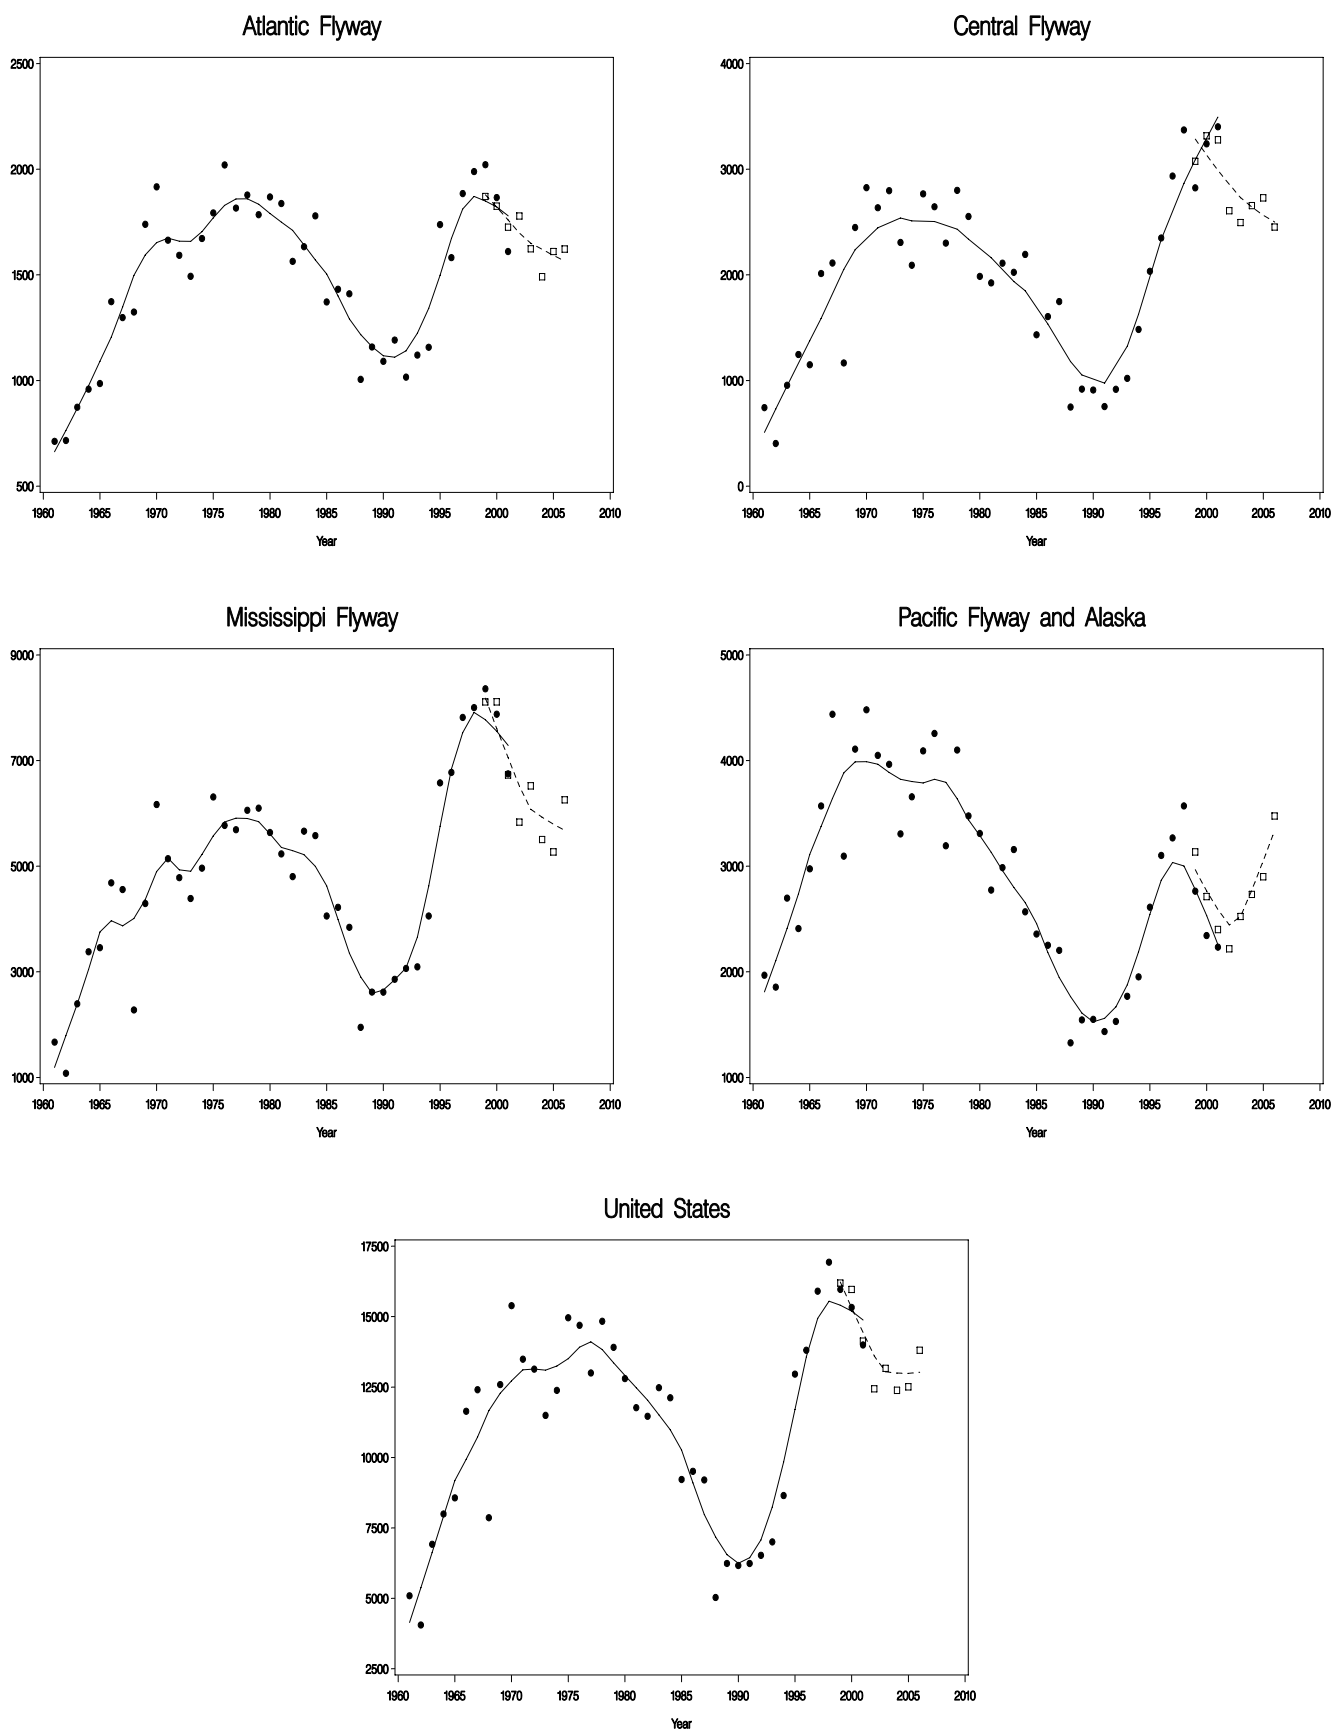 Atlantic Flyway
2500
2000
1500
1000
500
1960 1965 1970 1975 1980 1985 1990 1995 2000 2005 2010
Year
Central Flyway
4000
3000
2000
1000
0
1960 1965 1970 1975 1980 1985 1990 1995 2000 2005 2010
Year
Mississippi Flyway
9000
7000
5000
3000
1000
1960 1965 1970 1975 1980 1985 1990 1995 2000 2005 2010
Year
Pacific Flyway and Alaska
5000
4000
3000
2000
1000
1960 1965 1970 1975 1980 1985 1990 1995 2000 2005 2010
Year
United States
17500
15000
12500
10000
7500
5000
2500
1960 1965 1970 1975 1980 1985 1990 1995 2000 2005 2010
Year